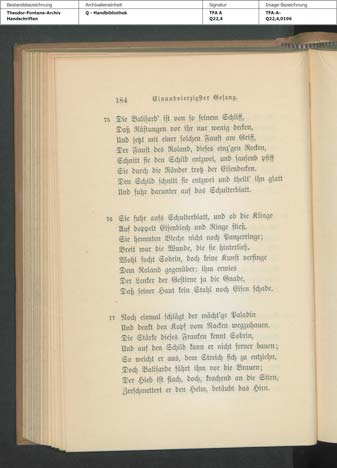 Bestandsbezeichnung Archivalieneinheit Signatur Image-Bezeichnung
Theodor-Fontane-Archiv Q - Handbibliothek TFA A TFA-A-
Handschriften Q22,4 Q22,4,0196
184 Einundvierzigster Gesang.
75 Die Balisard' ist von so feinem Schliff,
Daß Rüstungen vor ihr nur wenig decken,
Und jetzt mit einer solchen Faust am Griff,
Der Faust des Roland, dieses einz'gen Recken,
Schnitt sie den Schild entzwei, und sausend pfiff
Sie durch die Ränder trotz der Eisendecken.
Den Schild schnitt sie entzwei und theilt' ihn glatt
Und fuhr darunter auf das Schulterblatt.
76 Sie fuhr aufs Schulterblatt, und ob die Klinge
Auf doppelt Eisenblech und Ringe stieß,
Sie hemmten Bleche nicht noch Panzerringe;
Breit war die Wunde, die sie hinterließ.
Wohl focht Sobrin, doch keine Kunst verfinge
Dem Roland gegenüber: ihm erwies
Der Lenker der Gestirne ja die Gnade,
Daß seiner Haut kein Stahl noch Eisen schade.
77 Noch einmal schlägt der mächt'ge Paladin
Und denkt den Kopf vom Nacken wegzuhauen.
Die Stärke dieses Franken kennt Sobrin,
Und auf den Schild kann er nicht ferner bauen;
So weicht er aus, dem Streich sich zu entziehn,
Doch Balisarde fährt ihm vor die Brauen;
Der Hieb ist flach, doch, krachend an die Stirn,
Zerschmettert er den Helm, betäubt das Hirn.